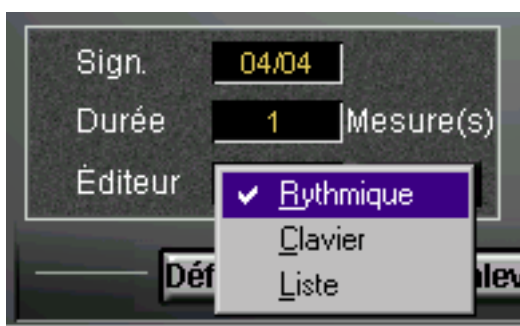 Sign. 04/04
Durée 1 Mesure(s)
Éditeur ✓ Rythmique
Clavier
Liste